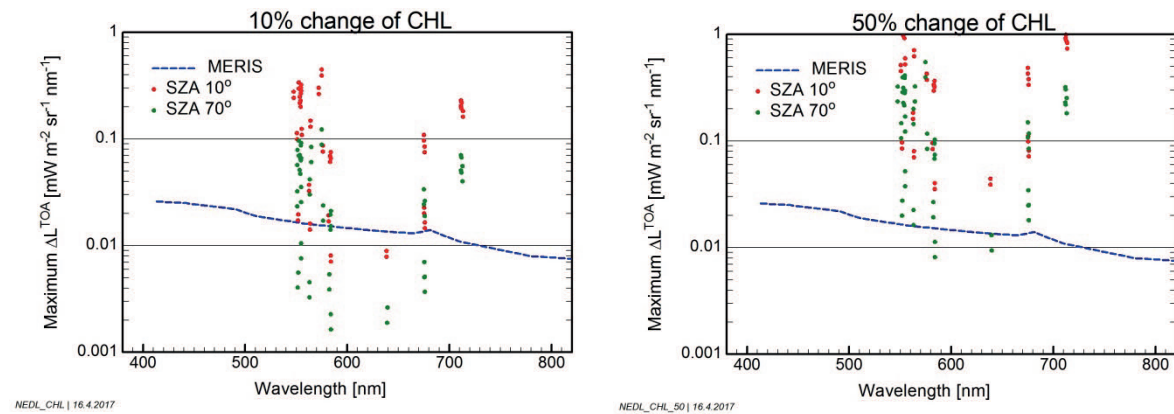 10% change of CHL
1
0.1
0.01
0.001
Maximum ΔL^TOA [mW m⁻² sr⁻¹ nm⁻¹]
MERIS
SZA 10°
SZA 70°
400 500 600 700 800
Wavelength [nm]
NEDL_CHL | 16.4.2017
50% change of CHL
1
0.1
0.01
0.001
Maximum ΔL^TOA [mW m⁻² sr⁻¹ nm⁻¹]
MERIS
SZA 10°
SZA 70°
400 500 600 700 800
Wavelength [nm]
NEDL_CHL_50 | 16.4.2017